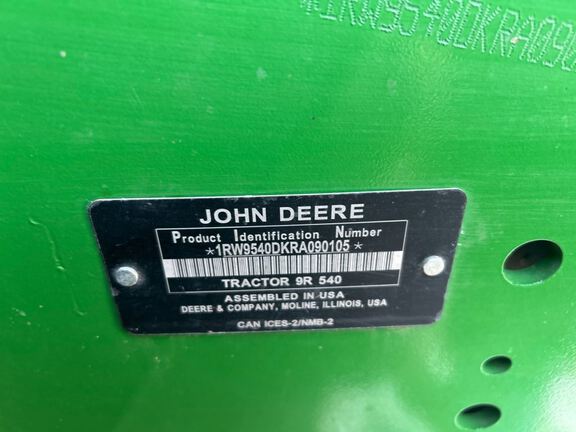 *1RW9540DKRA090
JOHN DEERE
Product Identification Number
*1RW9540DKRA090105*
TRACTOR 9R 540
ASSEMBLED IN USA
DEERE & COMPANY, MOLINE, ILLINOIS, USA
CAN ICES-2/NMB-2